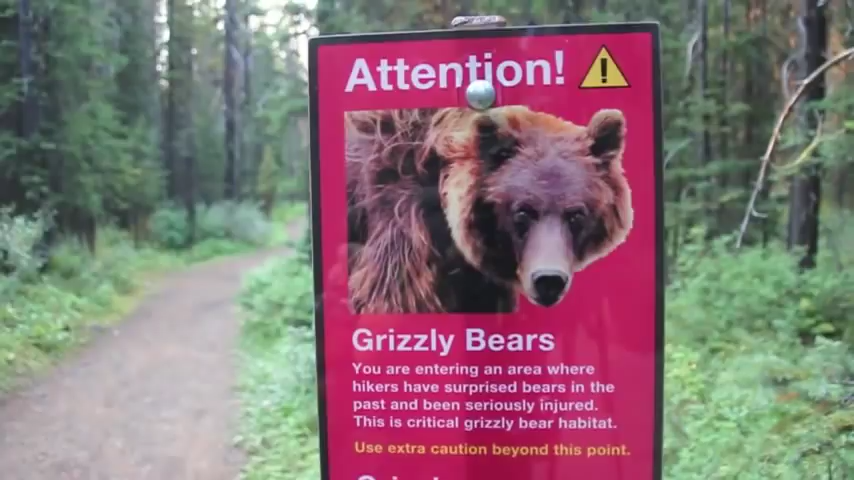 Attention!
Grizzly Bears
You are entering an area where
hikers have surprised bears in the
past and been seriously injured.
This is critical grizzly bear habitat.
Use extra caution beyond this point.